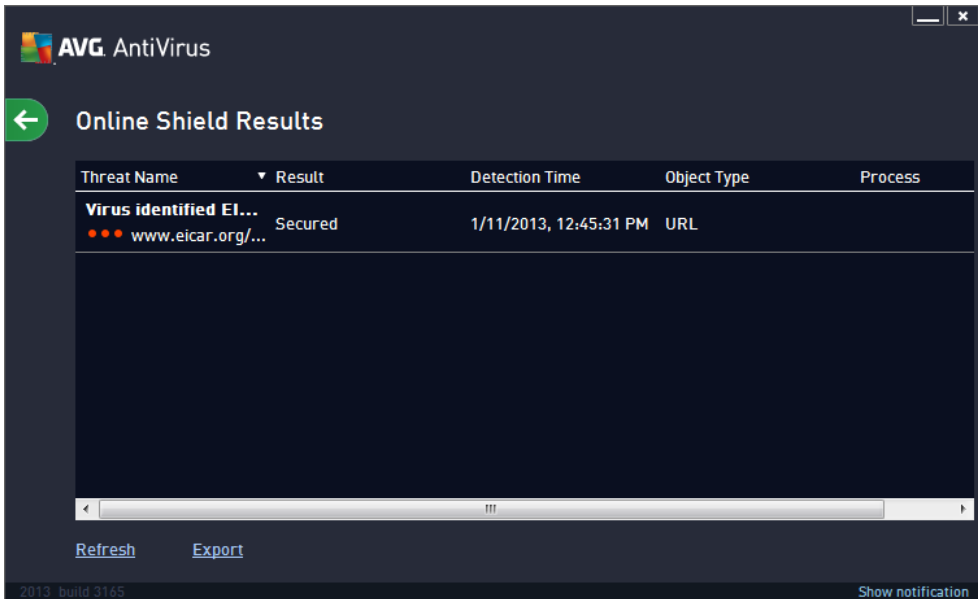 AVG. AntiVirus
Online Shield Results
Threat Name Result Detection Time Object Type Process
Virus identified EI... Secured 1/11/2013, 12:45:31 PM URL
www.eicar.org/...
Refresh Export
2013 build 3165 Show notification